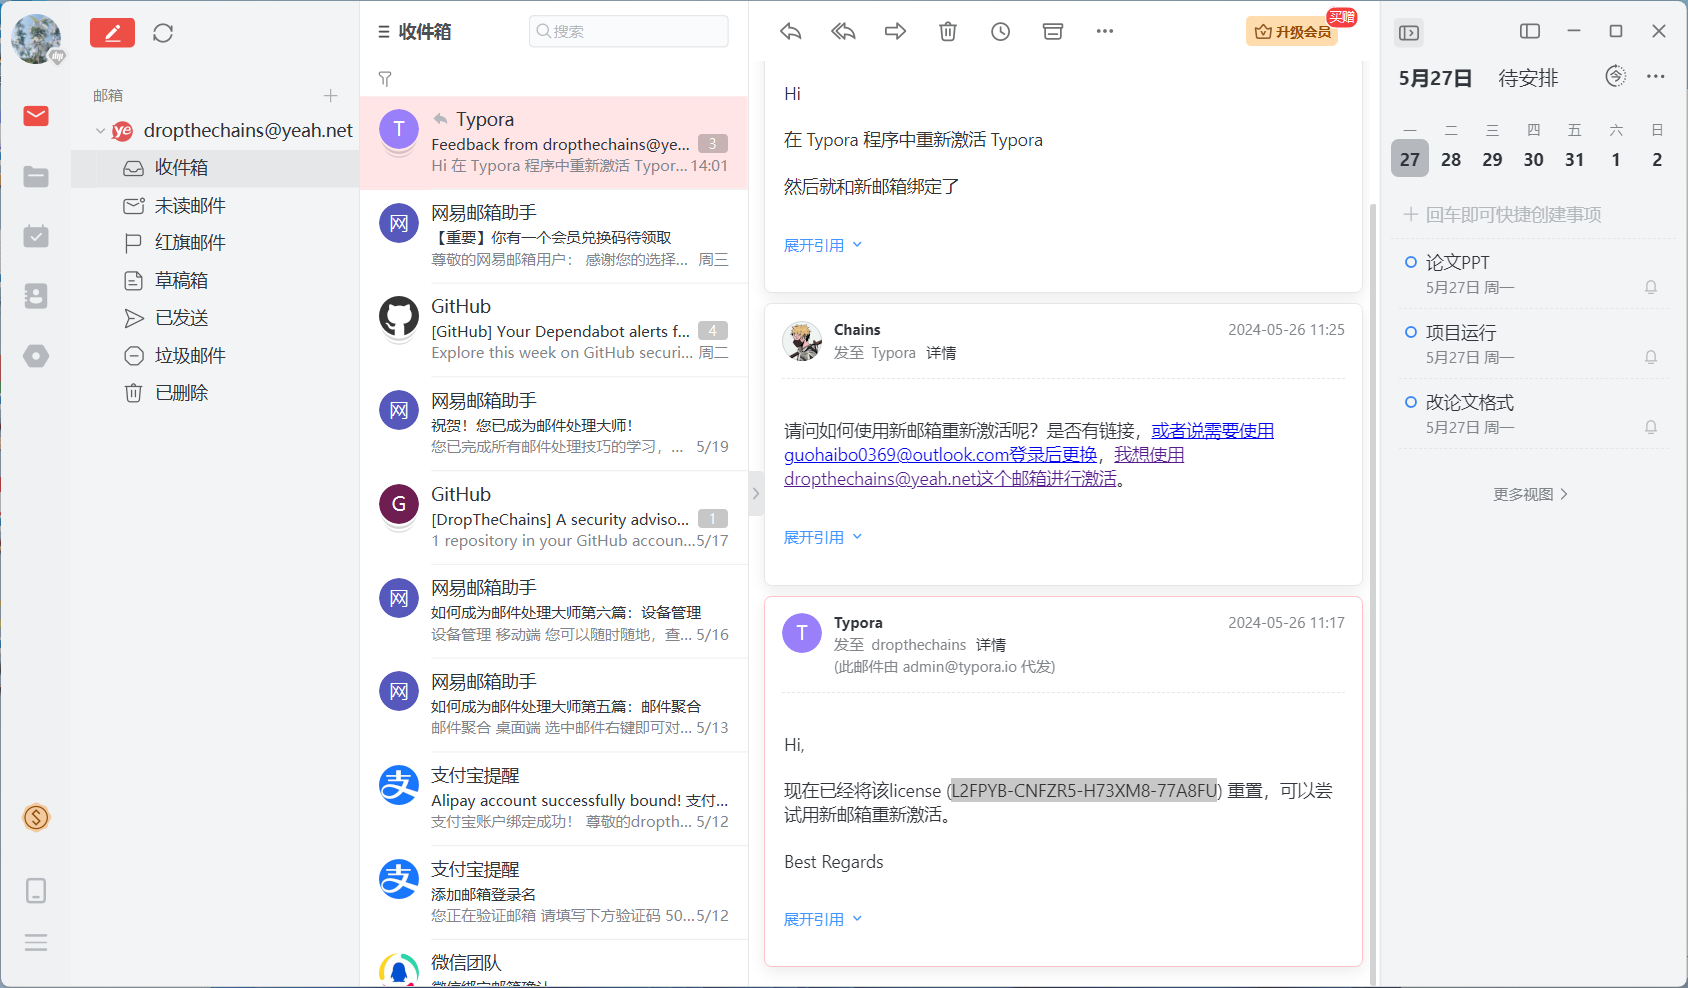 收件箱
搜索
升级会员
买赠
邮箱
dropthechains@yeah.net
收件箱
未读邮件
红旗邮件
草稿箱
已发送
垃圾邮件
已删除
T
Typora
Feedback from dropthechains@ye...
3
Hi 在 Typora 程序中重新激活 Typor... 14:01
网
网易邮箱助手
【重要】你有一个会员兑换码待领取
尊敬的网易邮箱用户： 感谢您的选择... 周三
GitHub
[GitHub] Your Dependabot alerts f...
4
Explore this week on GitHub securi... 周二
网
网易邮箱助手
祝贺！您已成为邮件处理大师！
您已完成所有邮件处理技巧的学习，... 5/19
G
GitHub
[DropTheChains] A security adviso...
1
1 repository in your GitHub accoun... 5/17
网
网易邮箱助手
如何成为邮件处理大师第六篇：设备管理
设备管理 移动端 您可以随时随地，查... 5/16
网
网易邮箱助手
如何成为邮件处理大师第五篇：邮件聚合
邮件聚合 桌面端 选中邮件右键即可对... 5/13
支
支付宝提醒
Alipay account successfully bound! 支付...
支付宝账户绑定成功！ 尊敬的dropth... 5/12
支
支付宝提醒
添加邮箱登录名
您正在验证邮箱 请填写下方验证码 50... 5/12
微信团队
Hi
在 Typora 程序中重新激活 Typora
然后就和新邮箱绑定了
展开引用
Chains
2024-05-26 11:25
发至 Typora 详情
请问如何使用新邮箱重新激活呢？是否有链接，或者说需要使用
guohaibo0369@outlook.com登录后更换，我想使用
dropthechains@yeah.net这个邮箱进行激活。
展开引用
T
Typora
2024-05-26 11:17
发至 dropthechains 详情
(此邮件由 admin@typora.io 代发)
Hi,
现在已经将该license (L2FPYB-CNFZR5-H73XM8-77A8FU) 重置，可以尝
试用新邮箱重新激活。
Best Regards
展开引用
5月27日 待安排
今
一 二 三 四 五 六 日
27 28 29 30 31 1 2
回车即可快捷创建事项
论文PPT
5月27日 周一
项目运行
5月27日 周一
改论文格式
5月27日 周一
更多视图